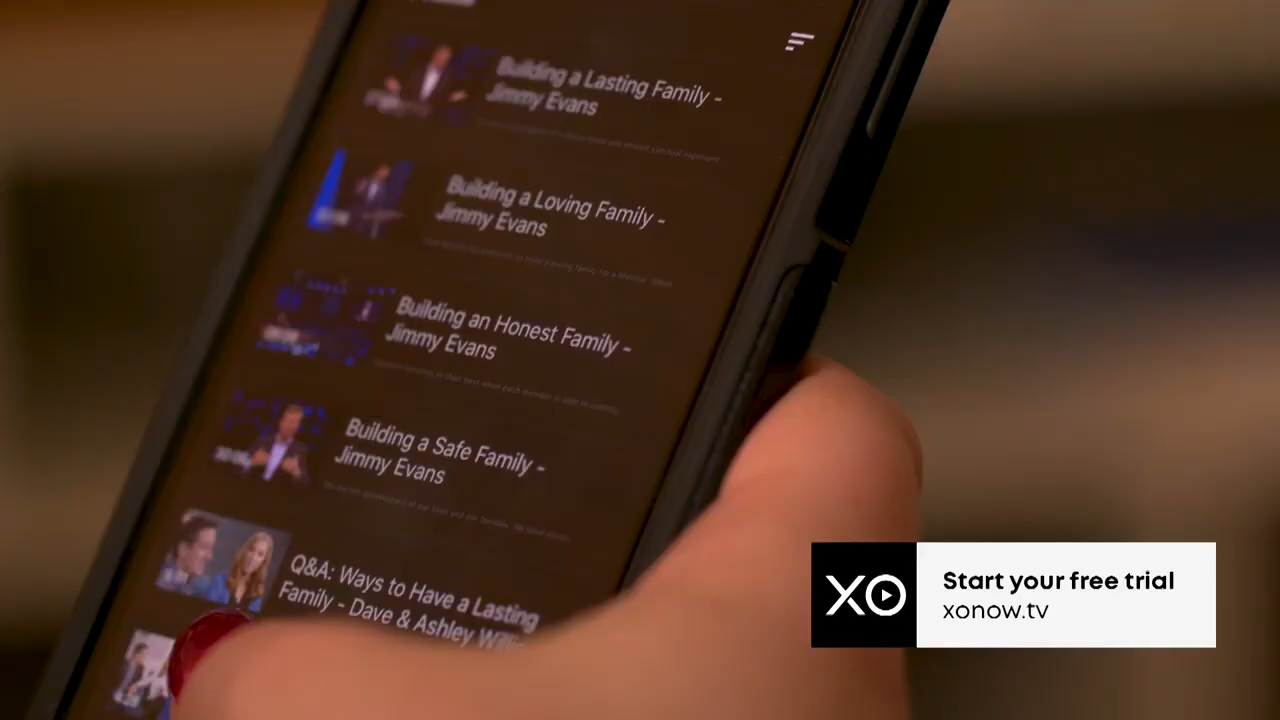 Building a Lasting Family -
Jimmy Evans
Building a Loving Family -
Jimmy Evans
Building an Honest Family -
Jimmy Evans
Building a Safe Family -
Jimmy Evans
Q&A: Ways to Have a Lasting
Family - Dave & Ashley
XO
Start your free trial
xonow.tv